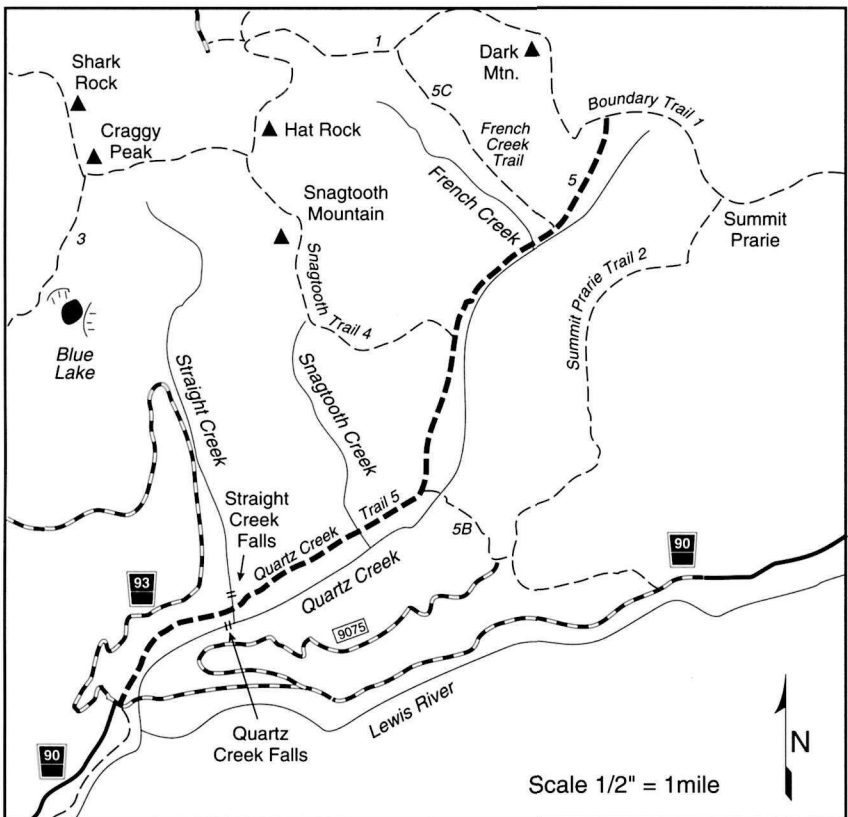 Shark
Rock
Craggy
Peak
1
Dark
Mtn.
5C
Hat Rock
French
Creek
Trail
Boundary Trail 1
5
French Creek
Snagtooth
Mountain
Summit
Prarie
3
Snagtooth
Trail 4
Summit Prarie Trail 2
Blue
Lake
Straight Creek
Snagtooth Creek
Straight
Creek
Falls
Quartz Creek
Trail 5
5B
Quartz Creek
90
93
9075
Lewis River
Quartz
Creek Falls
90
N
Scale 1/2" = 1mile